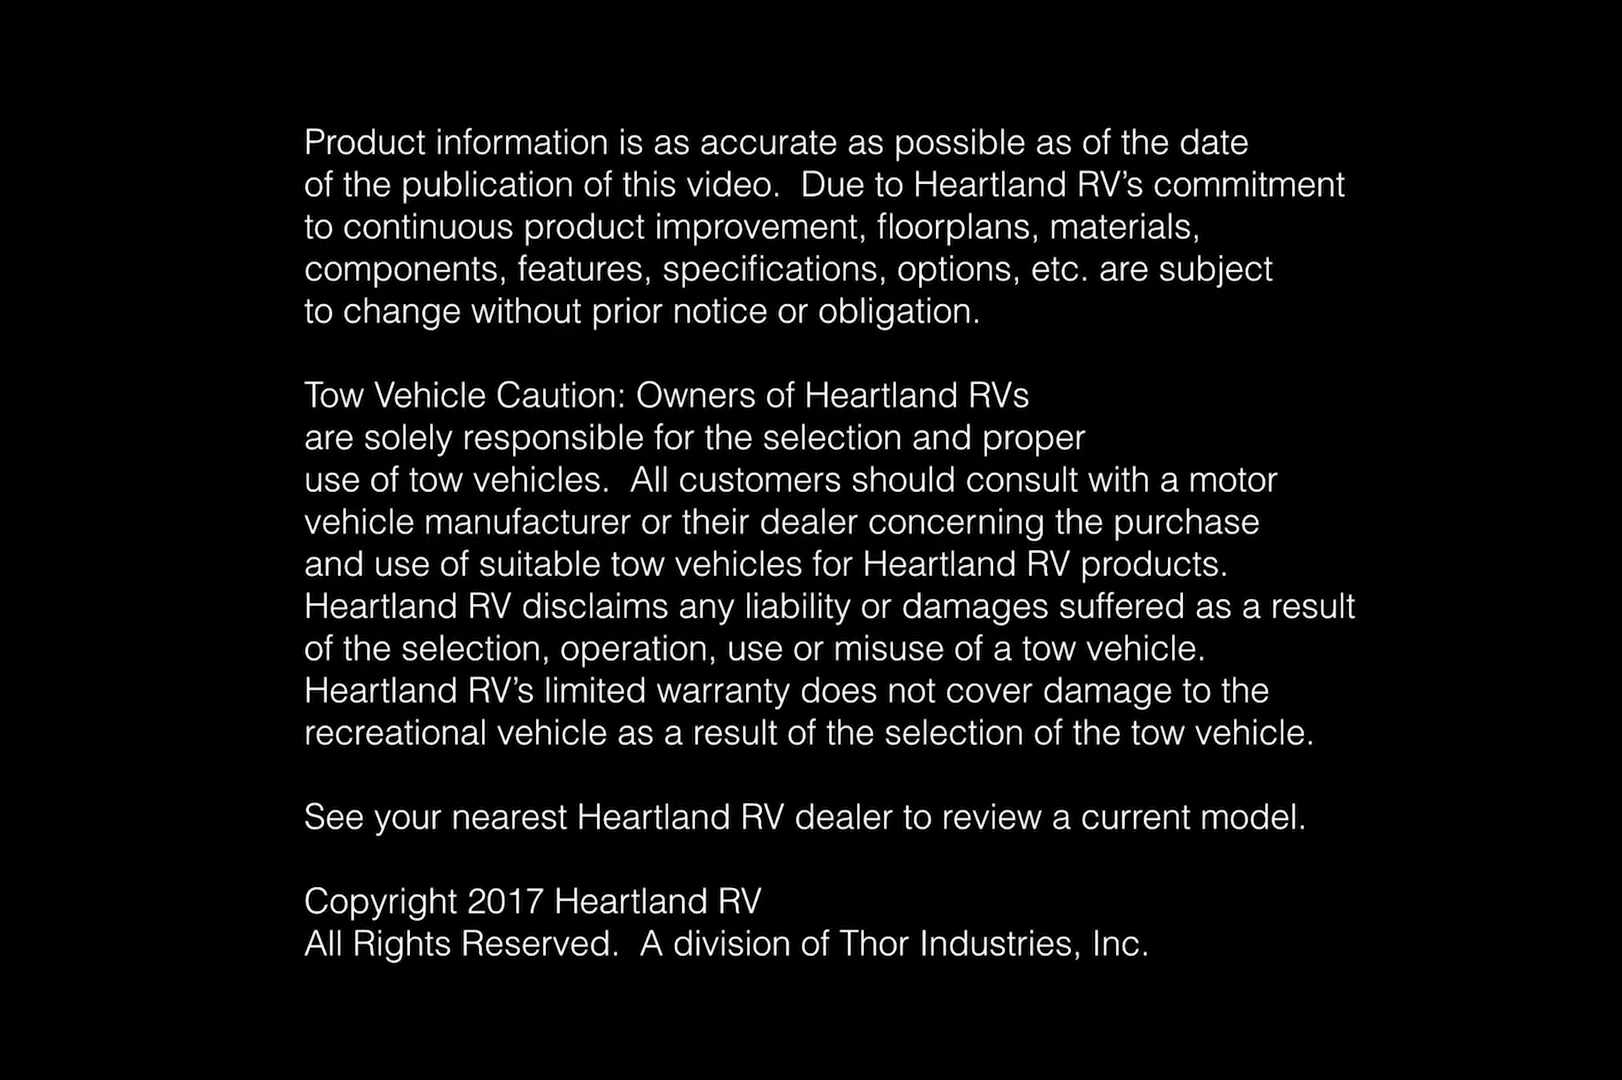 Product information is as accurate as possible as of the date
of the publication of this video.  Due to Heartland RV’s commitment
to continuous product improvement, floorplans, materials,
components, features, specifications, options, etc. are subject
to change without prior notice or obligation.

Tow Vehicle Caution: Owners of Heartland RVs
are solely responsible for the selection and proper
use of tow vehicles.  All customers should consult with a motor
vehicle manufacturer or their dealer concerning the purchase
and use of suitable tow vehicles for Heartland RV products.
Heartland RV disclaims any liability or damages suffered as a result
of the selection, operation, use or misuse of a tow vehicle.
Heartland RV’s limited warranty does not cover damage to the
recreational vehicle as a result of the selection of the tow vehicle.

See your nearest Heartland RV dealer to review a current model.

Copyright 2017 Heartland RV
All Rights Reserved.  A division of Thor Industries, Inc.